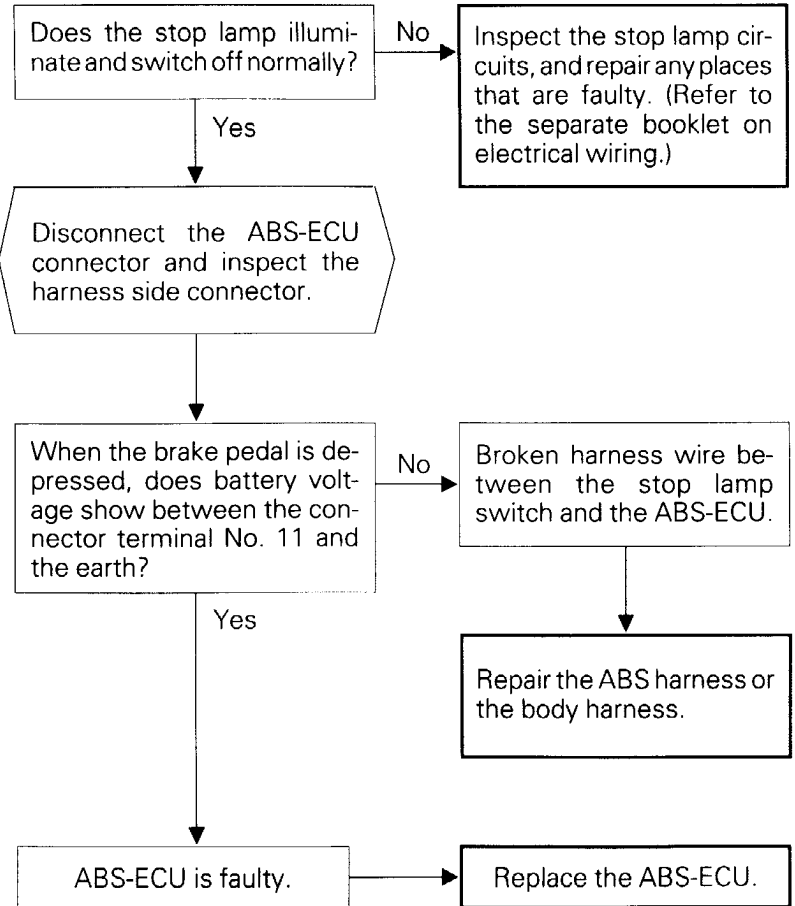 Does the stop lamp illumi-
nate and switch off normally?
No
Inspect the stop lamp cir-
cuits, and repair any places
that are faulty. (Refer to
the separate booklet on
electrical wiring.)
Yes
Disconnect the ABS-ECU
connector and inspect the
harness side connector.
When the brake pedal is de-
pressed, does battery volt-
age show between the con-
nector terminal No. 11 and
the earth?
No
Broken harness wire be-
tween the stop lamp
switch and the ABS-ECU.
Yes
Repair the ABS harness or
the body harness.
ABS-ECU is faulty.
Replace the ABS-ECU.